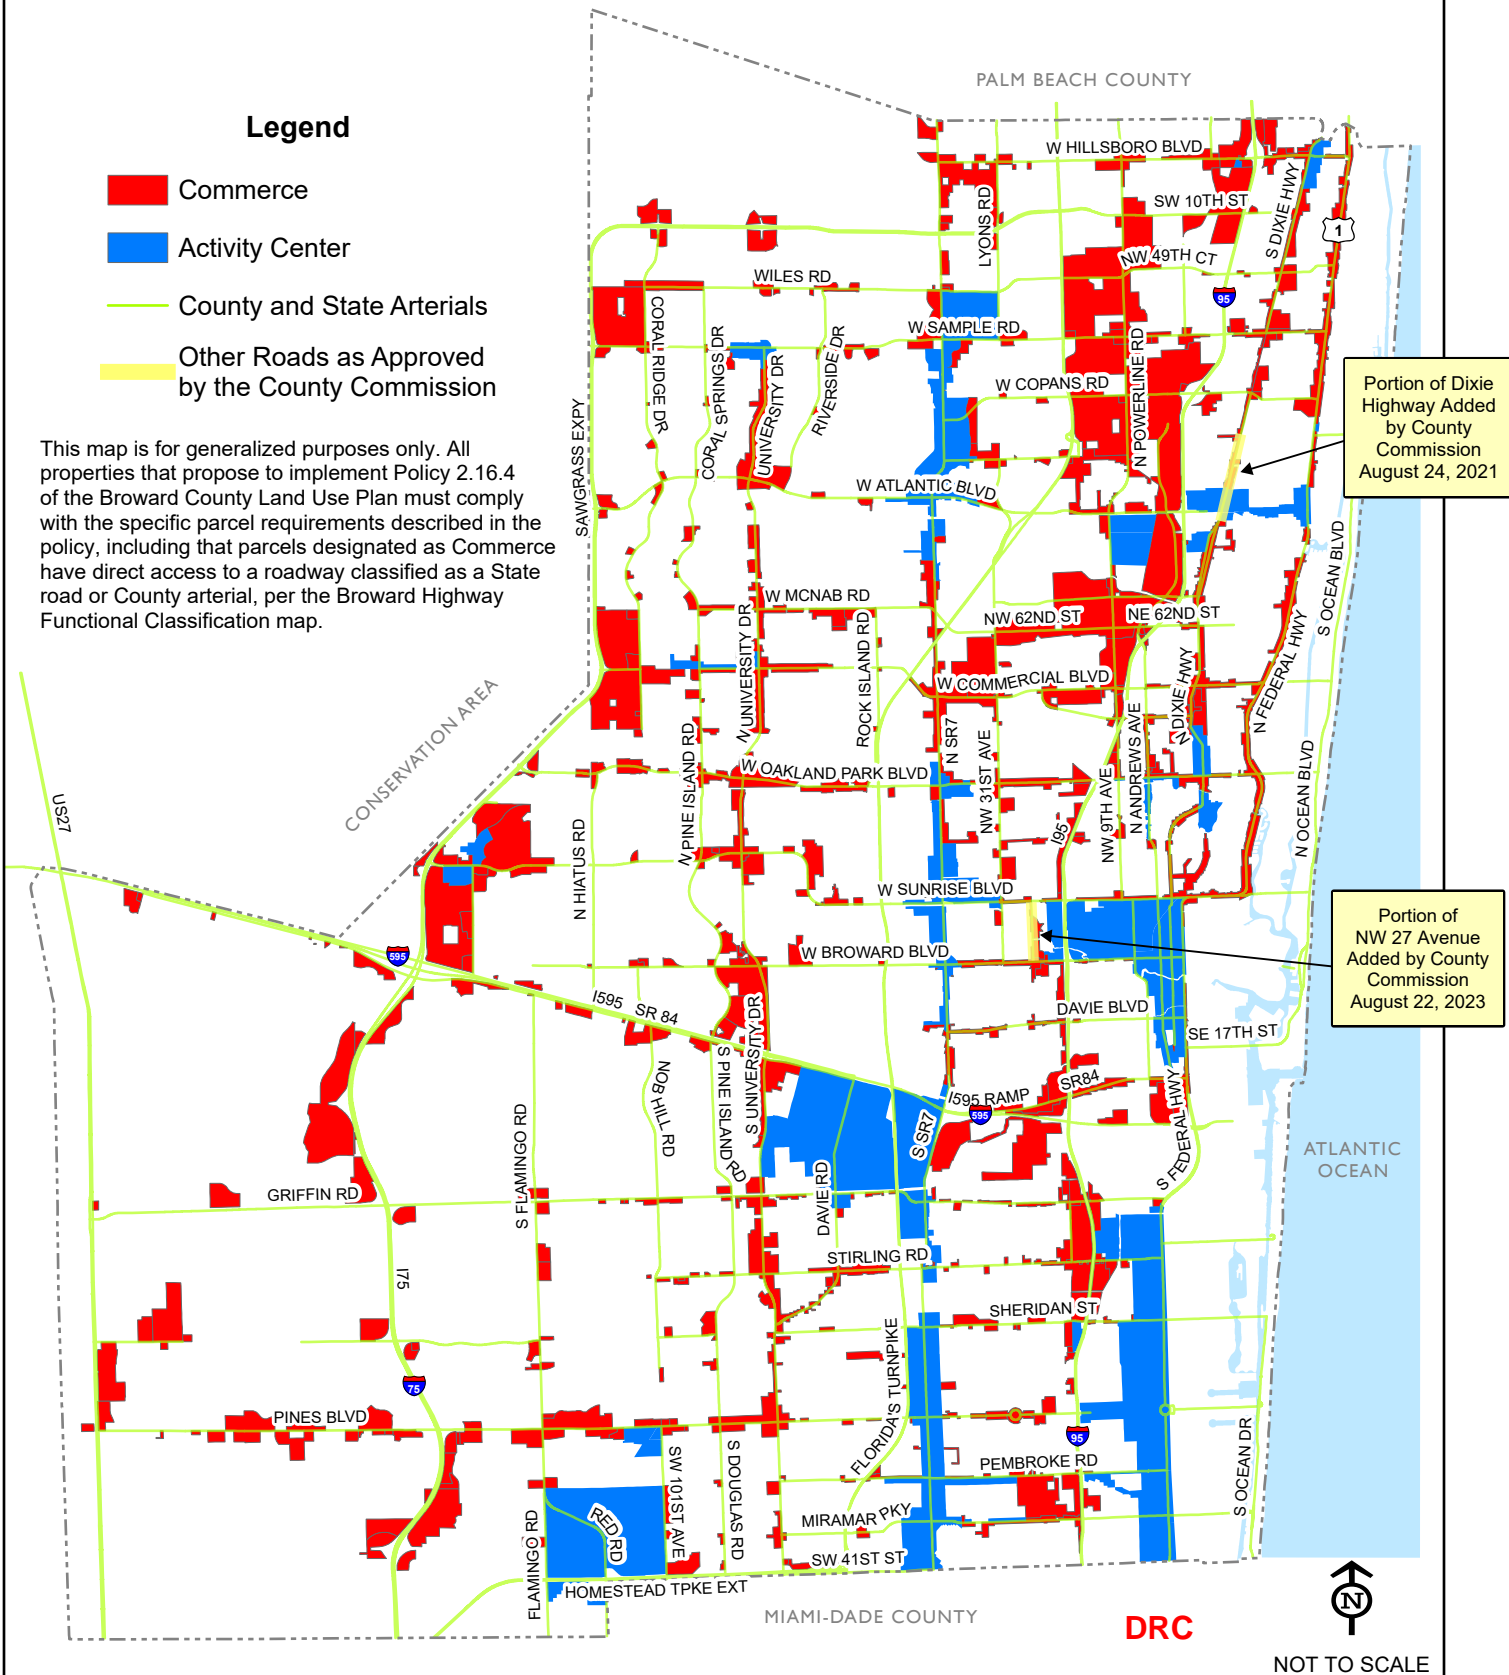 PALM BEACH COUNTY
Legend
Commerce
Activity Center
County and State Arterials
Other Roads as Approved
by the County Commission
This map is for generalized purposes only. All
properties that propose to implement Policy 2.16.4
of the Broward County Land Use Plan must comply
with the specific parcel requirements described in the
policy, including that parcels designated as Commerce
have direct access to a roadway classified as a State
road or County arterial, per the Broward Highway
Functional Classification map.
W HILLSBORO BLVD
SW 10TH ST
LYONS RD
S DIXIE HWY
1
NW 49TH CT
WILES RD
95
W SAMPLE RD
CORAL RIDGE DR
CORAL SPRINGS DR
UNIVERSITY DR
RIVERSIDE DR
W COPANS RD
N POWERLINE RD
Portion of Dixie
Highway Added
by County
Commission
August 24, 2021
SAWGRASS EXPY
W ATLANTIC BLVD
S OCEAN BLVD
W MCNAB RD
NW 62ND ST
NE 62ND ST
N UNIVERSITY DR
ROCK ISLAND RD
W COMMERCIAL BLVD
N DIXIE HWY
N FEDERAL HWY
CONSERVATION AREA
N PINE ISLAND RD
N SR7
NW 31ST AVE
N ANDREWS AVE
W OAKLAND PARK BLVD
NW 9TH AVE
I95
N OCEAN BLVD
US27
N HIATUS RD
W SUNRISE BLVD
Portion of
NW 27 Avenue
Added by County
Commission
August 22, 2023
595
W BROWARD BLVD
I595
SR 84
DAVIE BLVD
SE 17TH ST
S UNIVERSITY DR
S PINE ISLAND RD
NOB HILL RD
S FLAMINGO RD
I595 RAMP
SR84
595
S SR7
S FEDERAL HWY
ATLANTIC
OCEAN
GRIFFIN RD
DAVIE RD
STIRLING RD
I75
SHERIDAN ST
FLORIDA'S TURNPIKE
75
PINES BLVD
95
PEMBROKE RD
SW 101ST AVE
S DOUGLAS RD
S OCEAN DR
MIRAMAR PKY
RED RD
FLAMINGO RD
SW 41ST ST
HOMESTEAD TPKE EXT
MIAMI-DADE COUNTY
DRC
N
NOT TO SCALE